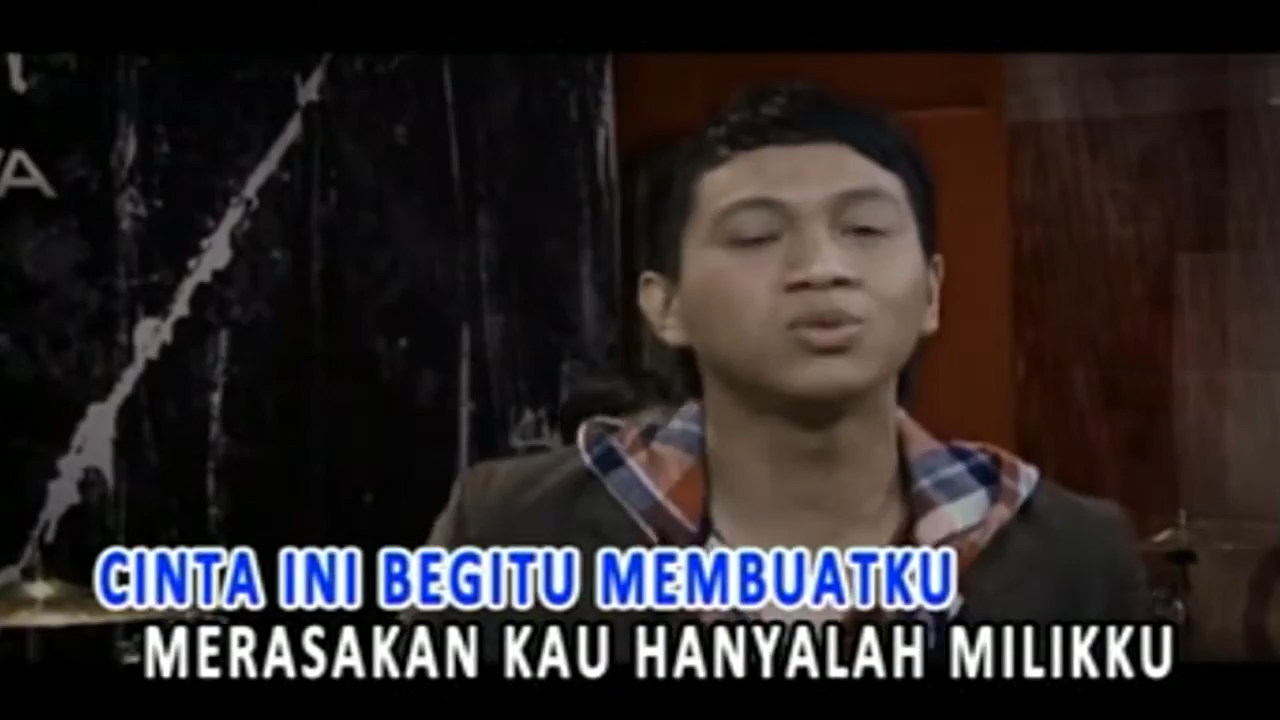 CINTA INI BEGITU MEMBUATKU
MERASAKAN KAU HANYALAH MILIKKU